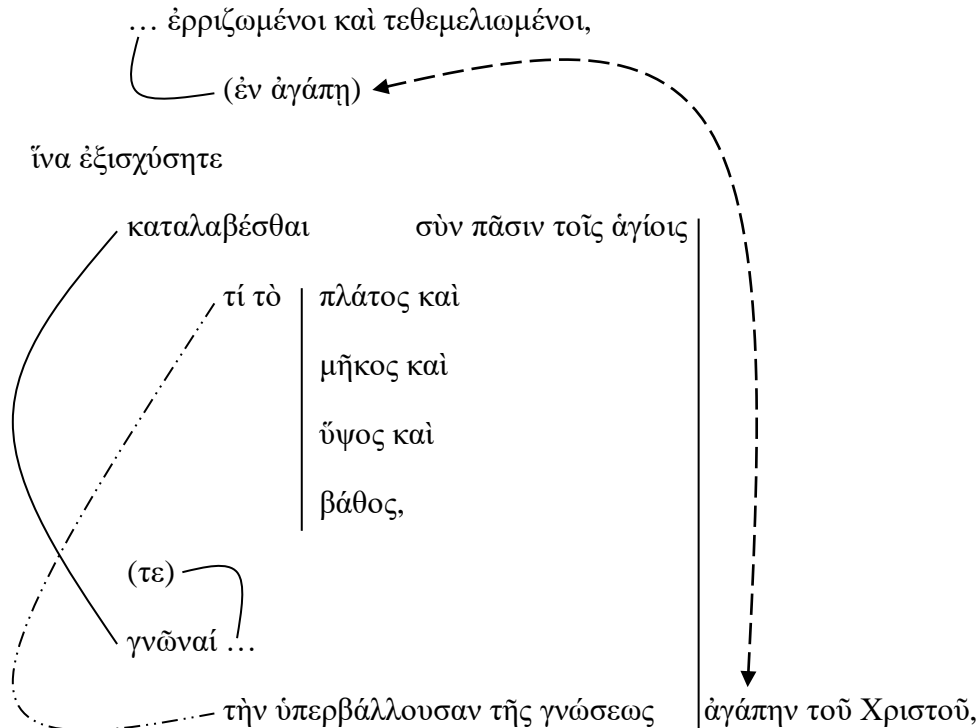 … ἐρριζωμένοι καὶ τεθεμελιωμένοι,
(ἐν ἀγάπῃ)
ἵνα ἐξισχύσητε
καταλαβέσθαι σὺν πᾶσιν τοῖς ἁγίοις
τί τὸ πλάτος καὶ
μῆκος καὶ
ὕψος καὶ
βάθος,
(τε)
γνῶναί …
τὴν ὑπερβάλλουσαν τῆς γνώσεως ἀγάπην τοῦ Χριστοῦ,